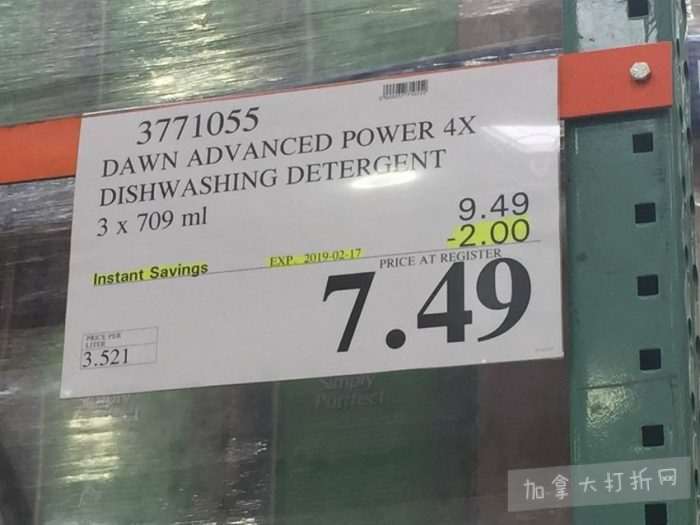 3771055
DAWN ADVANCED POWER 4X
DISHWASHING DETERGENT
3 x 709 ml
9.49
-2.00
Instant Savings
EXP. 2019-02-17
PRICE AT REGISTER
7.49
PRICE PER
LITER
3.521
Simply
Perfect
加拿大打折网